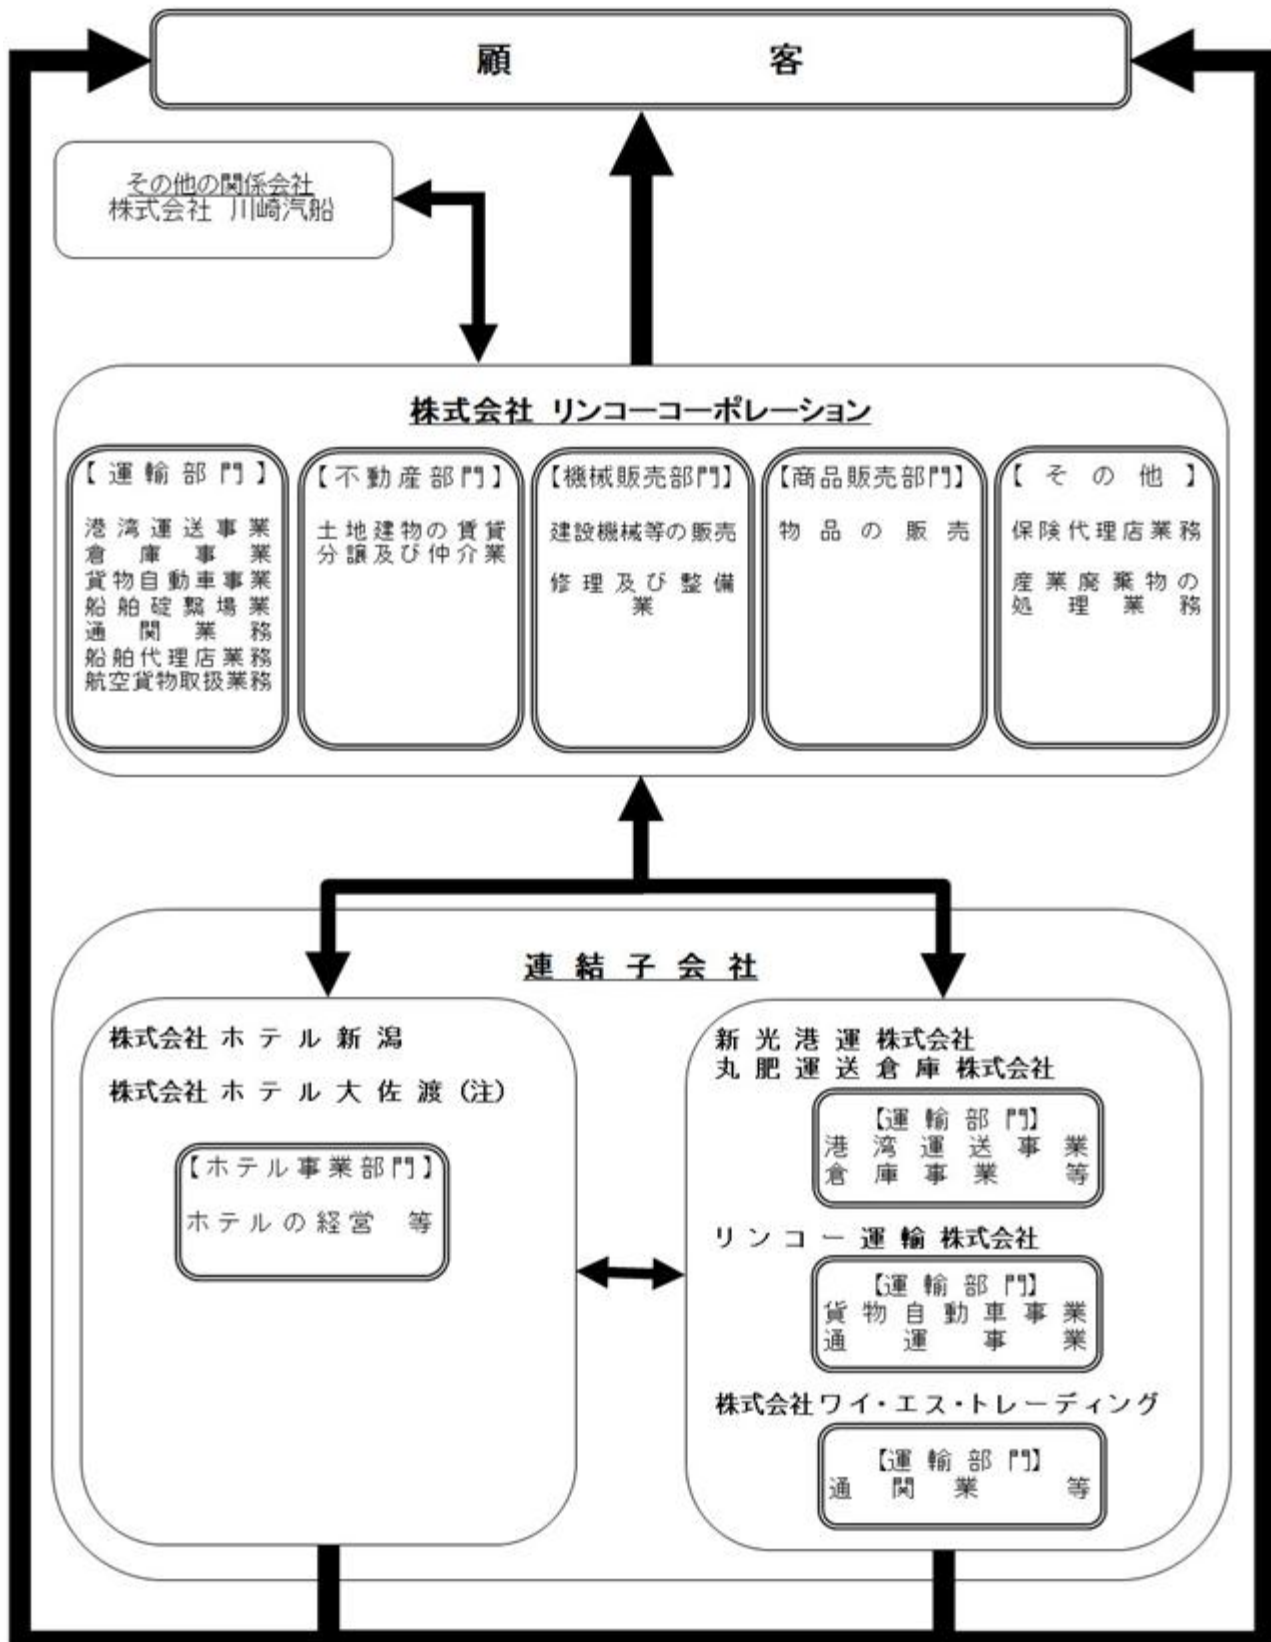 顧客
その他の関係会社
株式会社 川崎汽船
株式会社 リンコーコーポレーション
【運輸部門】
港湾運送事業
倉庫事業
貨物自動車事業
船舶碇繋場業
通関業務
船舶代理店業務
航空貨物取扱業務
【不動産部門】
土地建物の賃貸
分譲及び仲介業
【機械販売部門】
建設機械等の販売
修理及び整備
業
【商品販売部門】
物品の販売
【その他】
保険代理店業務
産業廃棄物の
処理業務
連結子会社
株式会社ホテル新潟
株式会社ホテル大佐渡(注)
【ホテル事業部門】
ホテルの経営 等
新光港運株式会社
丸肥運送倉庫株式会社
【運輸部門】
港湾運送事業
倉庫事業等
リンコー運輸株式会社
【運輸部門】
貨物自動車事業
通運事業
株式会社ワイ・エス・トレーディング
【運輸部門】
通関業等